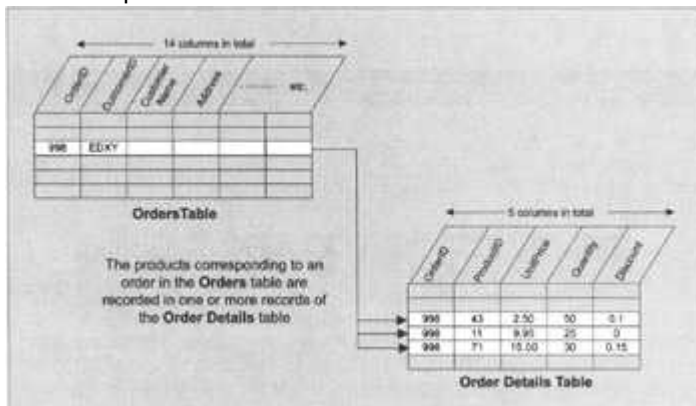 14 columns in total
OrderID CustomerID Customer Name Address ........ etc.
998 EDXY
OrdersTable
5 columns in total
OrderID ProductID UnitPrice Quantity Discount
The products corresponding to an
order in the Orders table are
recorded in one or more records of
the Order Details table
998 43 2.50 50 0.1
998 11 9.95 25 0
998 71 15.00 30 0.15
Order Details Table